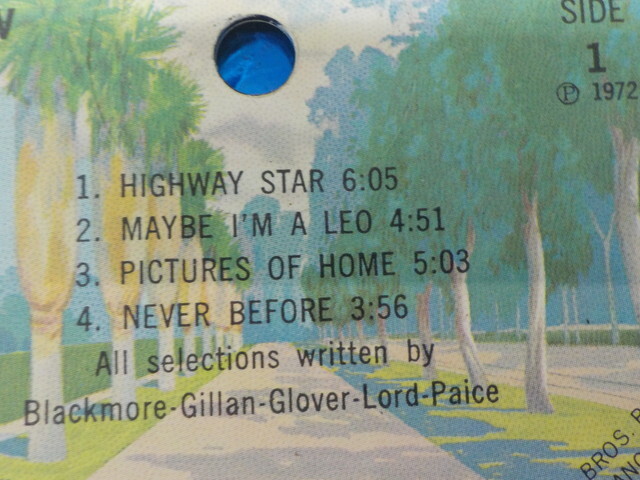 SIDE
1
℗ 1972
1. HIGHWAY STAR 6:05
2. MAYBE I'M A LEO 4:51
3. PICTURES OF HOME 5:03
4. NEVER BEFORE 3:56
All selections written by
Blackmore-Gillan-Glover-Lord-Paice
BROS.